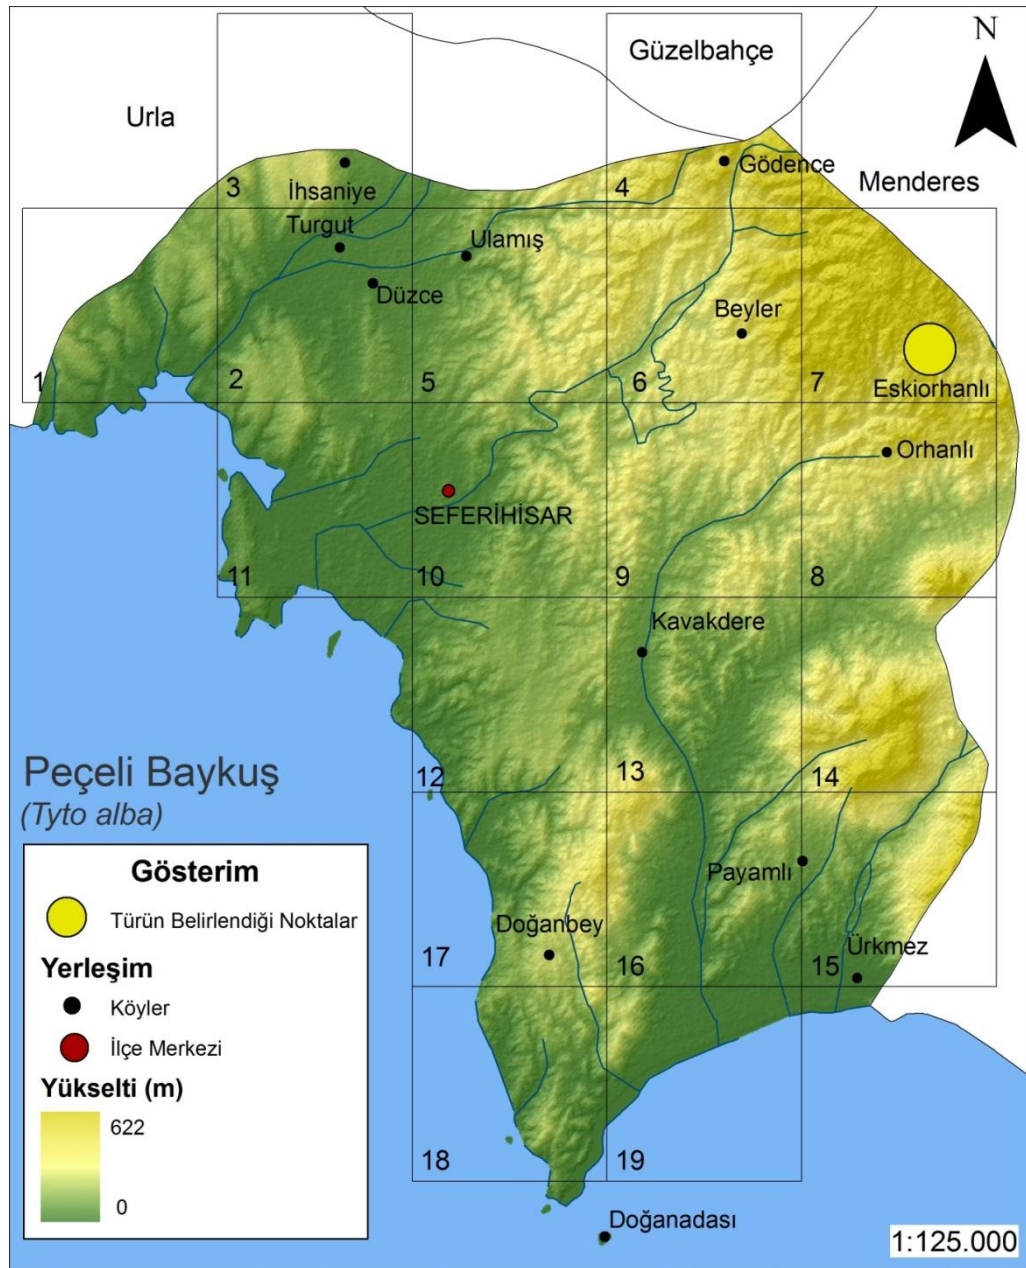 N
Güzelbahçe
Urla
Gödence
Menderes
3
4
İhsaniye
Turgut
Ulamış
Düzce
Beyler
1
2
5
6
7
Eskiorhanlı
Orhanlı
SEFERİHİSAR
11
10
9
8
Kavakdere
Peçeli Baykuş
(Tyto alba)
12
13
14
Gösterim
Türün Belirlendiği Noktalar
Yerleşim
Köyler
İlçe Merkezi
Yükselti (m)
622
0
Payamlı
Doğanbey
Ürkmez
17
16
15
18
19
Doğanadası
1:125.000